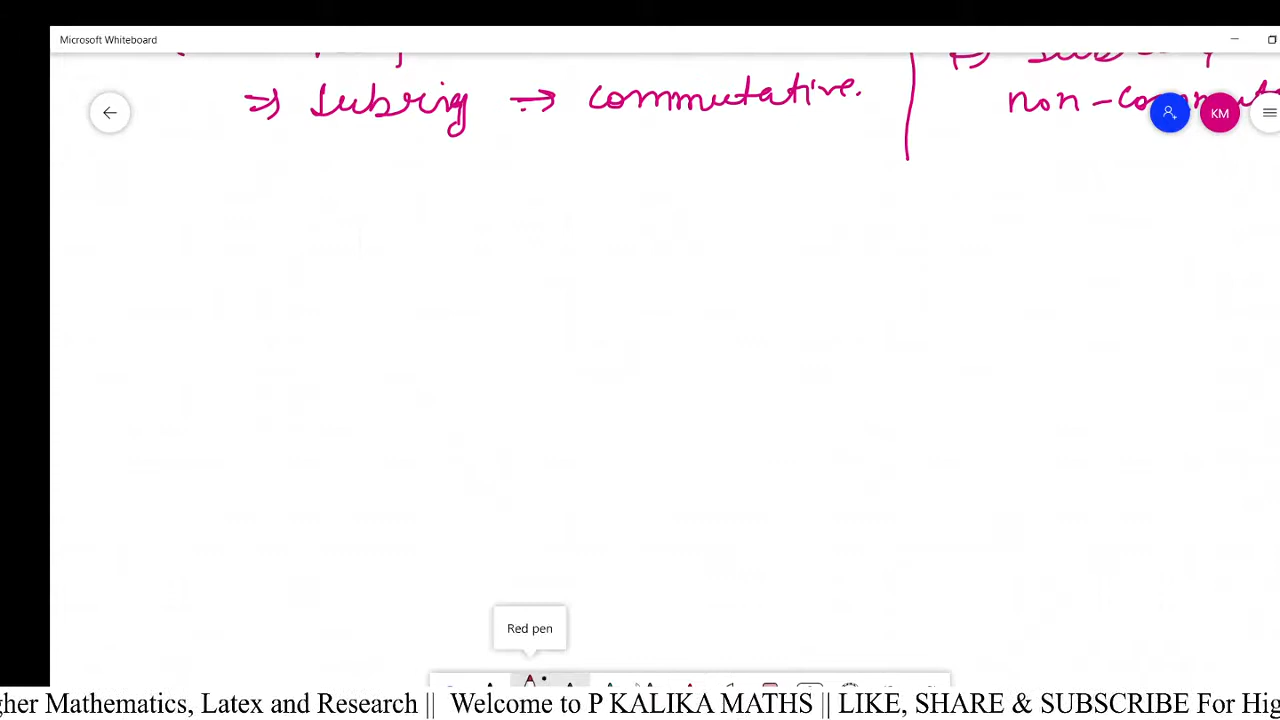 Microsoft Whiteboard
=> Subring → commutative.
non-commut
KM
Red pen
gher Mathematics, Latex and Research || Welcome to P KALIKA MATHS || LIKE, SHARE & SUBSCRIBE For Hig